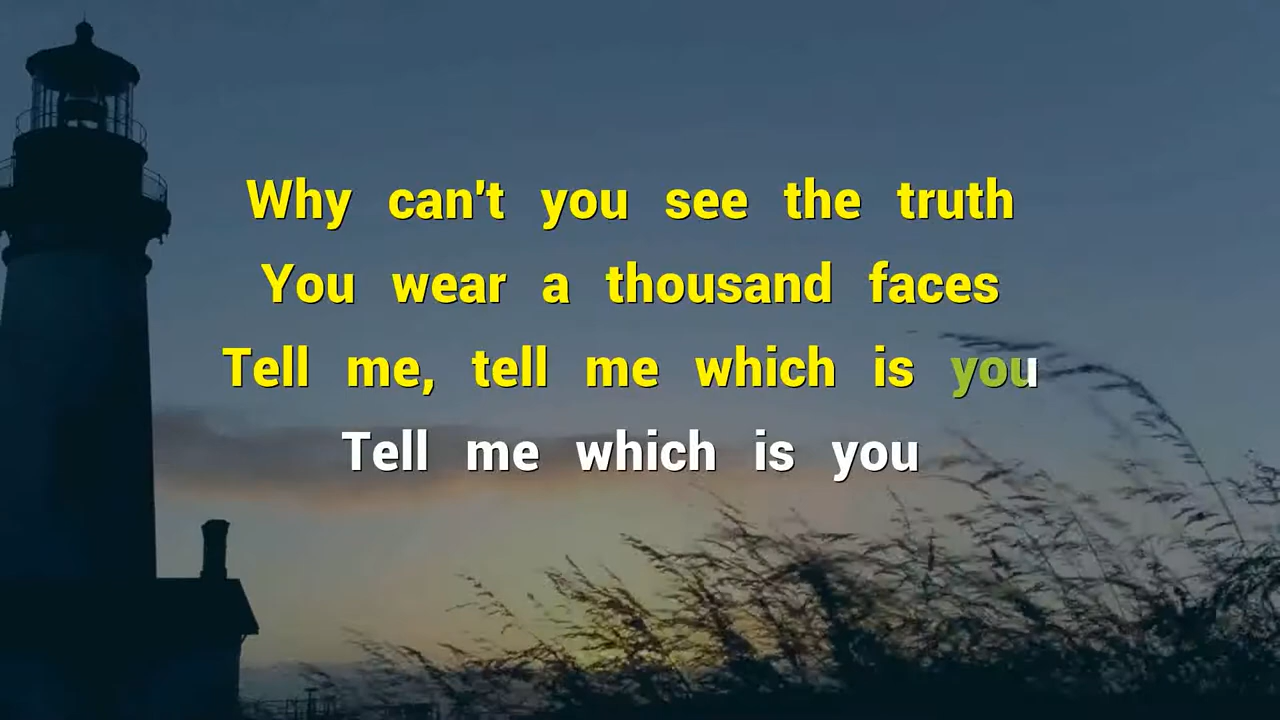 Why can't you see the truth
You wear a thousand faces
Tell me, tell me which is you
Tell me which is you